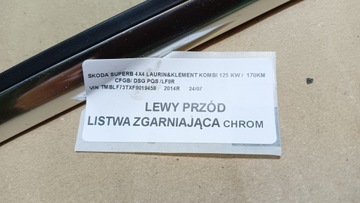 SKODA SUPERB 4X4 LAURIN&KLEMENT KOMBI 125 KW / 170KM
CFGB/ DSG PQB /LF9R
VIN: TMBLF73TXF9019458 2014R 24/07
LEWY PRZÓD
LISTWA ZGARNIAJĄCA CHROM